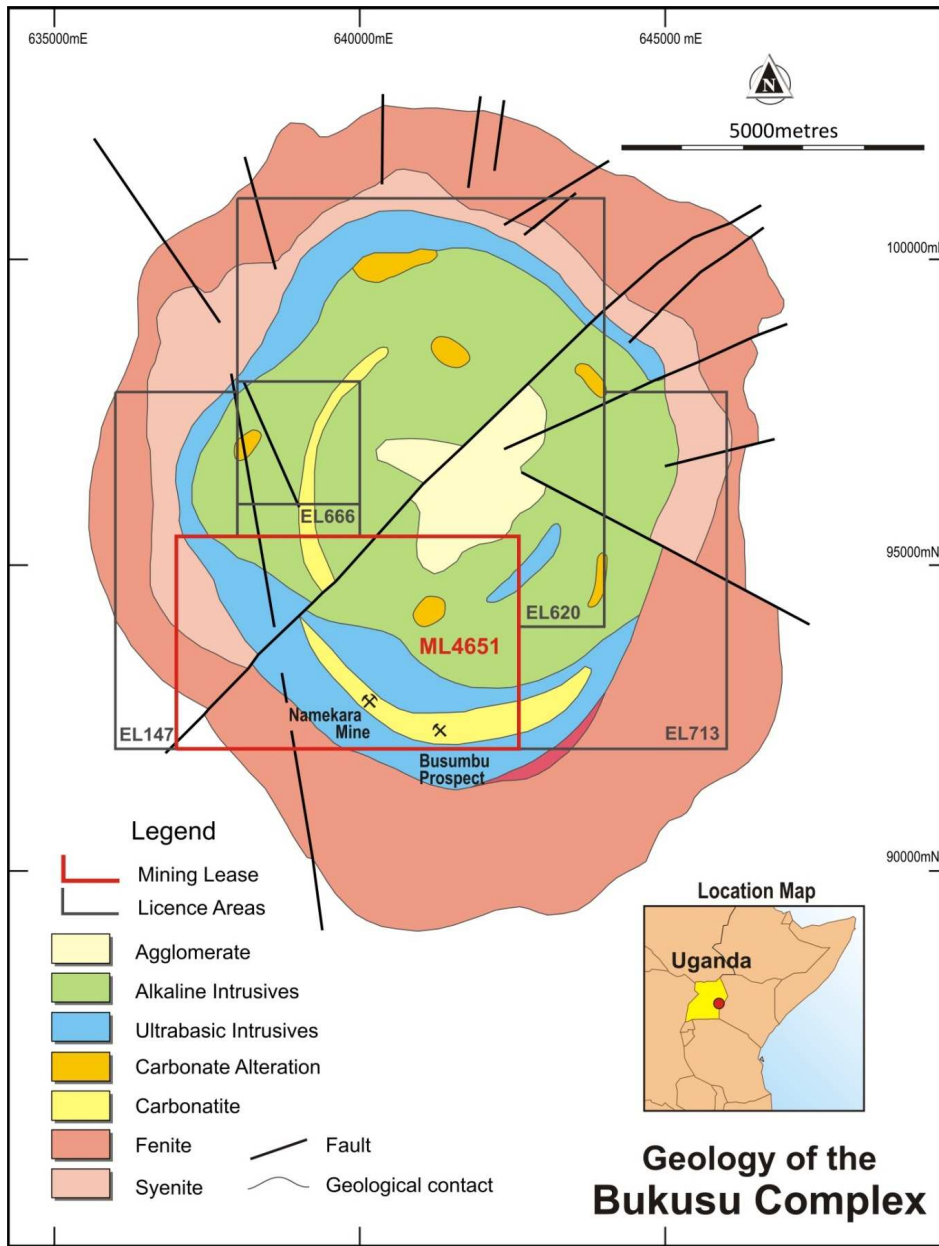 635000mE
640000mE
645000 mE
N
5000metres
100000mN
EL666
95000mN
EL620
ML4651
Namekara
Mine
EL147
EL713
Busumbu
Prospect
Legend
Mining Lease
Licence Areas
Agglomerate
Alkaline Intrusives
Ultrabasic Intrusives
Carbonate Alteration
Carbonatite
Fenite
Syenite
Fault
Geological contact
90000mN
Location Map
Uganda
Geology of the
Bukusu Complex